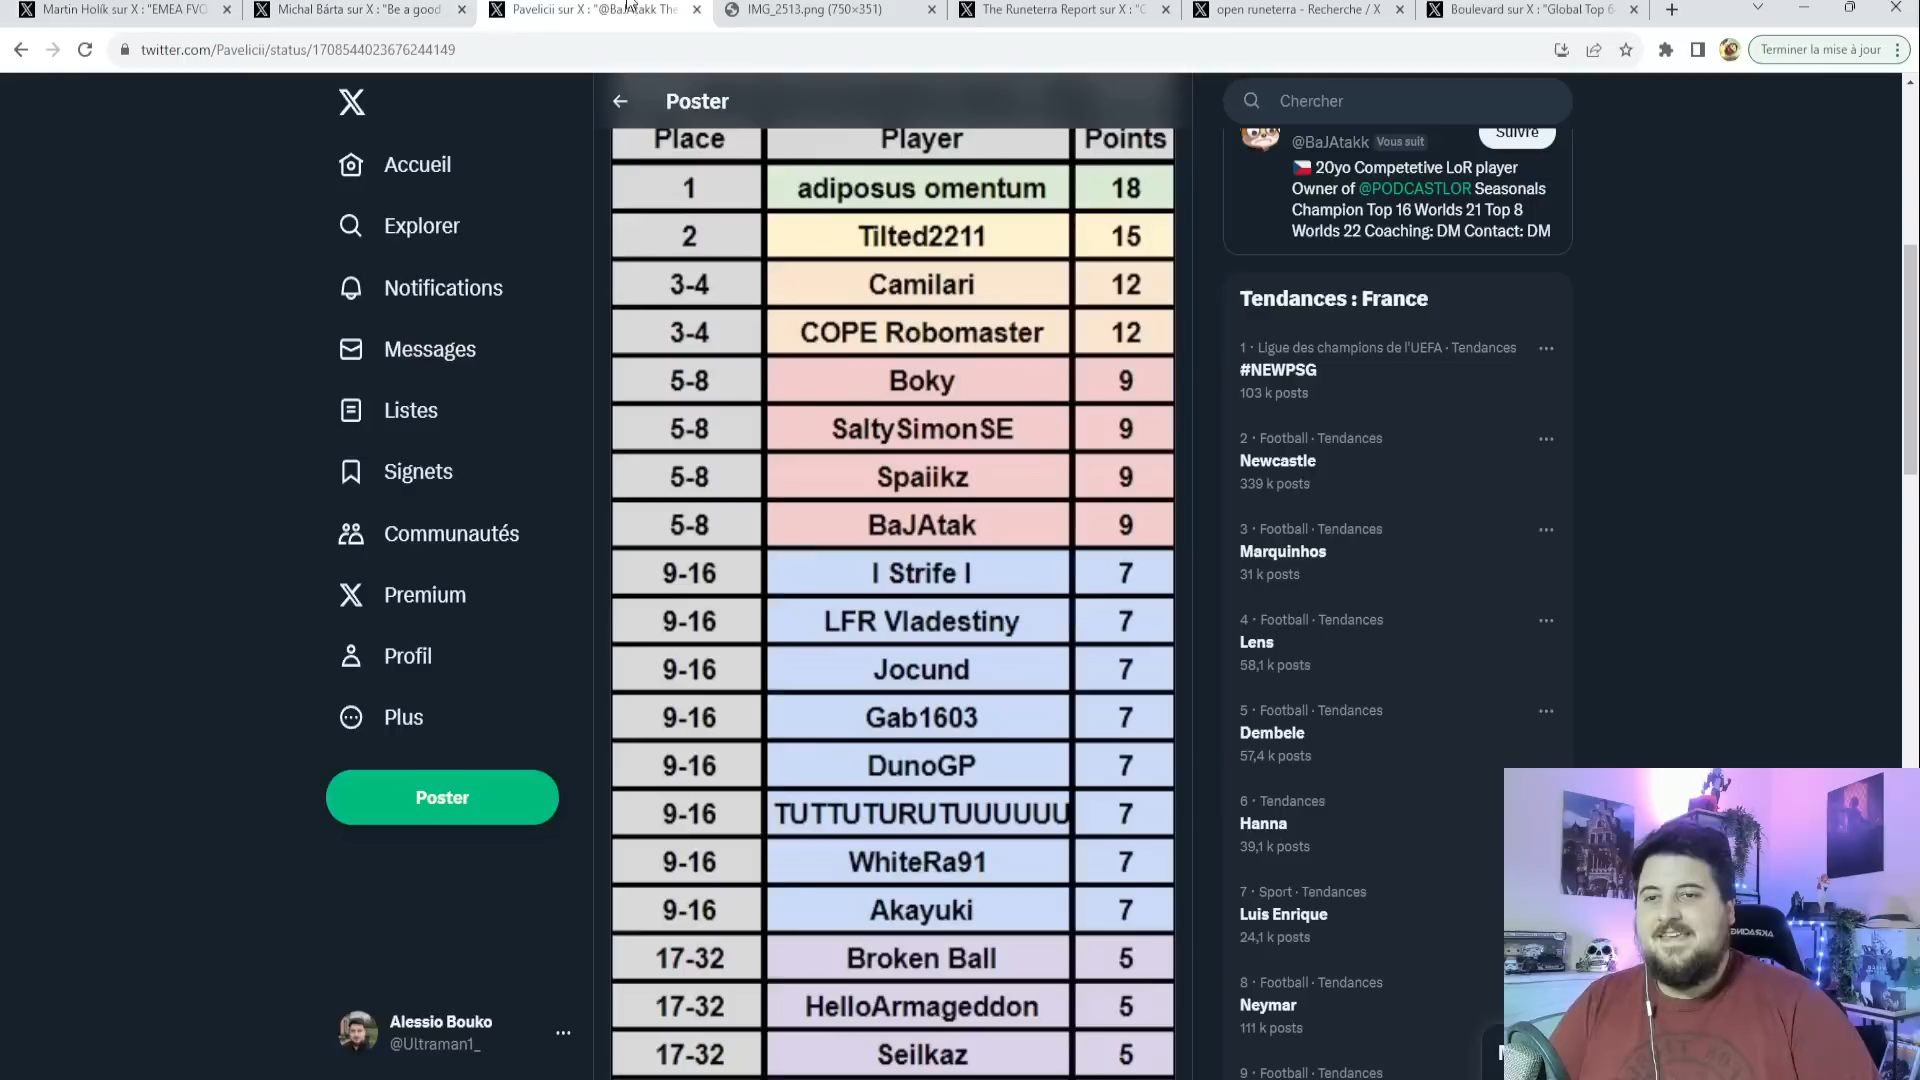 Martin Holík sur X : "EMEA FVC
Michal Bárta sur X : "Be a good
Pavelicii sur X : "@BaJAtakk The
IMG_2513.png (750×351)
The Runeterra Report sur X : "C
open runeterra - Recherche / X
Boulevard sur X : "Global Top 6
twitter.com/Pavelicii/status/1708544023676244149
Terminer la mise à jour
Accueil
Explorer
Notifications
Messages
Listes
Signets
Communautés
Premium
Profil
Plus
Poster
Alessio Bouko
@Ultraman1_
Poster
Place Player Points
1 adiposus omentum 18
2 Tilted2211 15
3-4 Camilari 12
3-4 COPE Robomaster 12
5-8 Boky 9
5-8 SaltySimonSE 9
5-8 Spaiikz 9
5-8 BaJAtak 9
9-16 I Strife I 7
9-16 LFR Vladestiny 7
9-16 Jocund 7
9-16 Gab1603 7
9-16 DunoGP 7
9-16 TUTTUTURUTUUUUUU 7
9-16 WhiteRa91 7
9-16 Akayuki 7
17-32 Broken Ball 5
17-32 HelloArmageddon 5
17-32 Seilkaz 5
Chercher
@BaJAtakk Vous suit
Suivre
🇨🇿 20yo Competetive LoR player
Owner of @PODCASTLOR Seasonals
Champion Top 16 Worlds 21 Top 8
Worlds 22 Coaching: DM Contact: DM
Tendances : France
1 · Ligue des champions de l'UEFA · Tendances
#NEWPSG
103 k posts
2 · Football · Tendances
Newcastle
339 k posts
3 · Football · Tendances
Marquinhos
31 k posts
4 · Football · Tendances
Lens
58,1 k posts
5 · Football · Tendances
Dembele
57,4 k posts
6 · Tendances
Hanna
39,1 k posts
7 · Sport · Tendances
Luis Enrique
24,1 k posts
8 · Football · Tendances
Neymar
111 k posts
9 · Football · Tendances